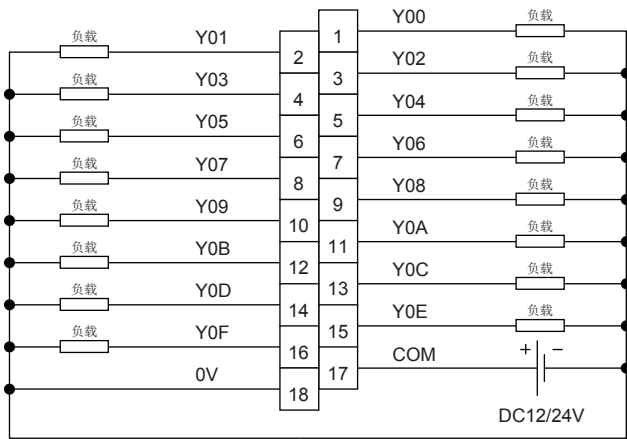 Y00 负载
负载 Y01
1
2
Y02 负载
负载 Y03
3
4
Y04 负载
负载 Y05
5
6
Y06 负载
负载 Y07
7
8
Y08 负载
负载 Y09
9
10
Y0A 负载
负载 Y0B
11
12
Y0C 负载
负载 Y0D
13
14
Y0E 负载
负载 Y0F
15
16
COM + −
0V
17
18
DC12/24V